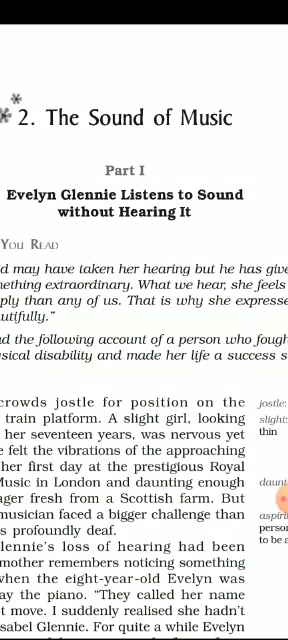 2. The Sound of Music
Part I
Evelyn Glennie Listens to Sound
without Hearing It
YOU READ
d may have taken her hearing but he has give
mething extraordinary. What we hear, she feels
ply than any of us. That is why she expresse
utifully.”
d the following account of a person who fough
ysical disability and made her life a success s
crowds jostle for position on the
train platform. A slight girl, looking
her seventeen years, was nervous yet
e felt the vibrations of the approaching
her first day at the prestigious Royal
Music in London and daunting enough
ager fresh from a Scottish farm. But
musician faced a bigger challenge than
s profoundly deaf.
lennie’s loss of hearing had been
mother remembers noticing something
when the eight-year-old Evelyn was
ay the piano. “They called her name
t move. I suddenly realised she hadn’t
sabel Glennie. For quite a while Evelyn
jostle:
slight:
thin
daunt
aspiri
person
to be a